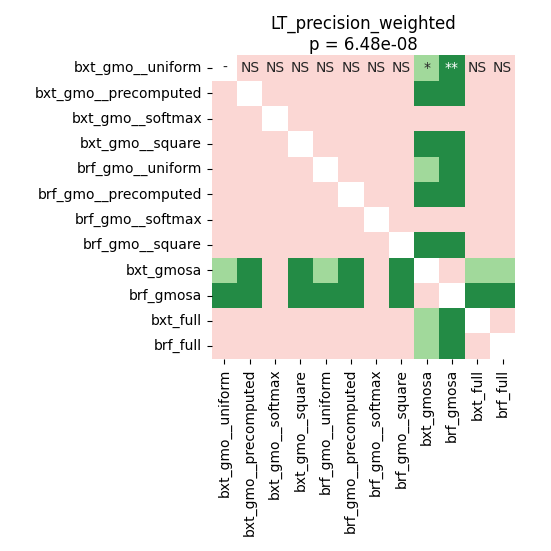 LT_precision_weighted
p = 6.48e-08
bxt_gmo__uniform - NS NS NS NS NS NS NS * ** NS NS
bxt_gmo__precomputed
bxt_gmo__softmax
bxt_gmo__square
brf_gmo__uniform
brf_gmo__precomputed
brf_gmo__softmax
brf_gmo__square
bxt_gmosa
brf_gmosa
bxt_full
brf_full
bxt_gmo__uniform
bxt_gmo__precomputed
bxt_gmo__softmax
bxt_gmo__square
brf_gmo__uniform
brf_gmo__precomputed
brf_gmo__softmax
brf_gmo__square
bxt_gmosa
brf_gmosa
bxt_full
brf_full